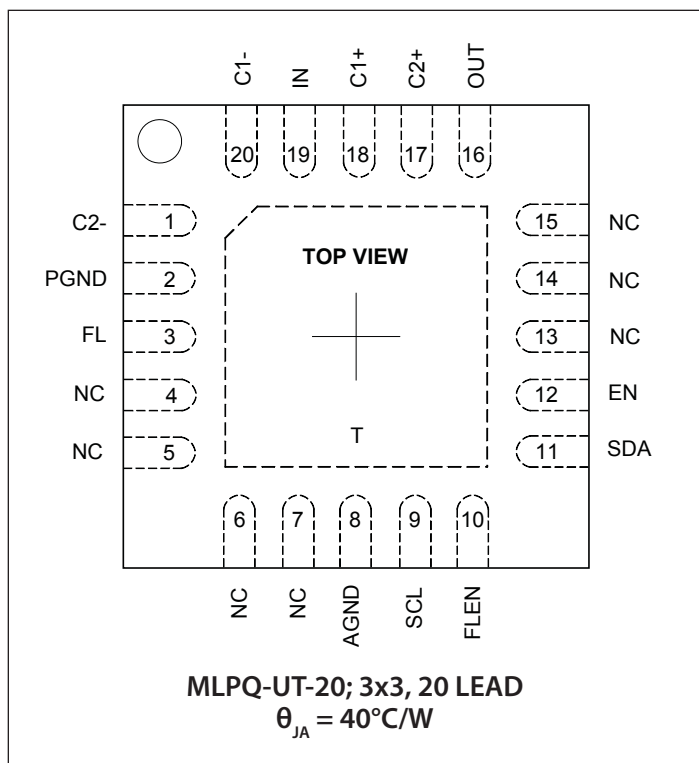 C1- IN C1+ C2+ OUT
20 19 18 17 16
C2- 1 15 NC
PGND 2 TOP VIEW 14 NC
FL 3 13 NC
NC 4 12 EN
NC 5 T 11 SDA
6 7 8 9 10
NC NC AGND SCL FLEN
MLPQ-UT-20; 3x3, 20 LEAD
θJA = 40°C/W